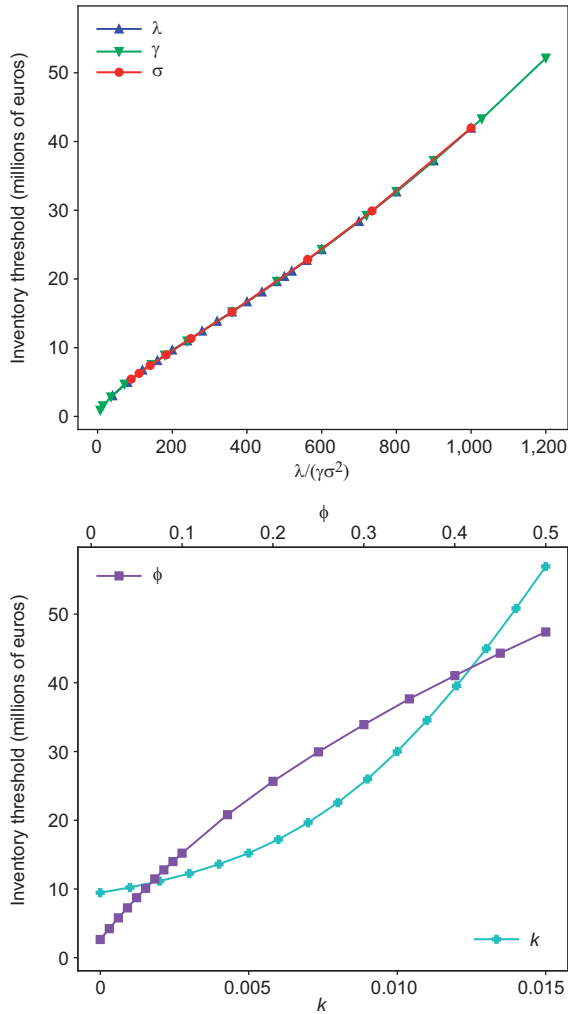 λ
γ
σ
Inventory threshold (millions of euros)
50
40
30
20
10
0
0 200 400 600 800 1,000 1,200
λ/(γσ²)
ϕ
0 0.1 0.2 0.3 0.4 0.5
ϕ
Inventory threshold (millions of euros)
50
40
30
20
10
0
k
0 0.005 0.010 0.015
k